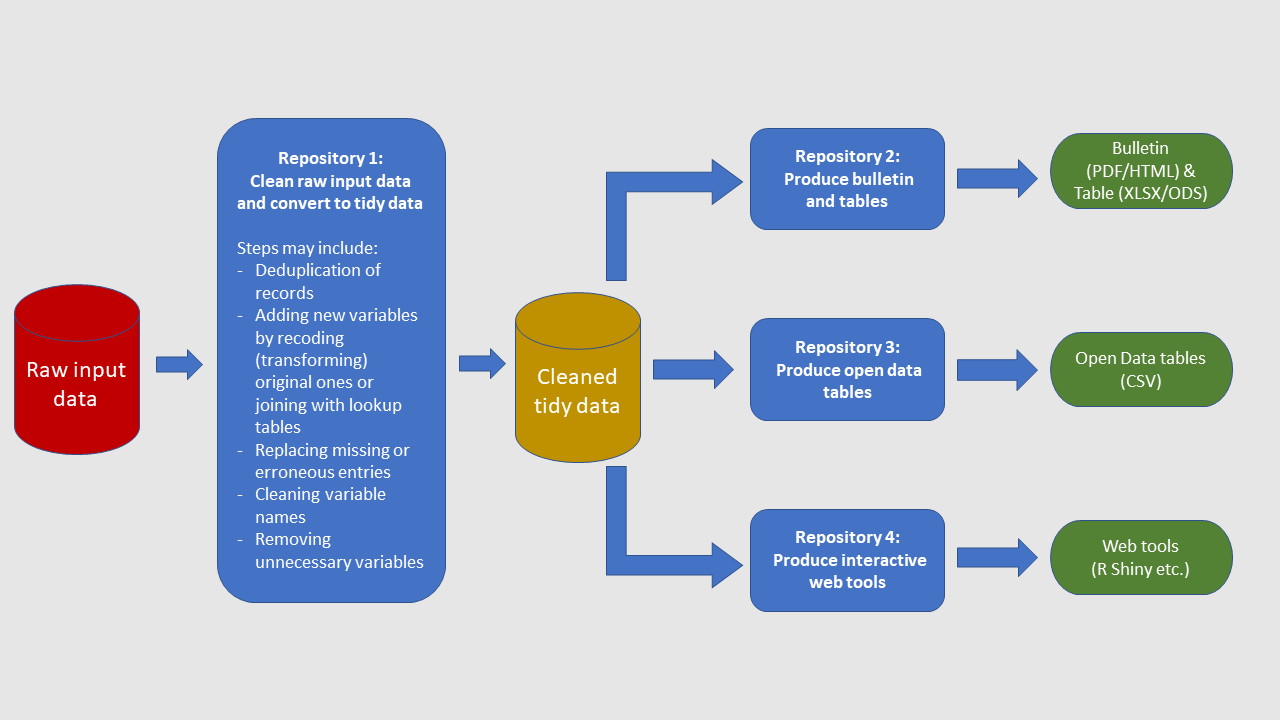 Raw input
data
Repository 1:
Clean raw input data
and convert to tidy data
Steps may include:
- Deduplication of
records
- Adding new variables
by recoding
(transforming)
original ones or
joining with lookup
tables
- Replacing missing or
erroneous entries
- Cleaning variable
names
- Removing
unnecessary variables
Cleaned
tidy data
Repository 2:
Produce bulletin
and tables
Bulletin
(PDF/HTML) &
Table (XLSX/ODS)
Repository 3:
Produce open data
tables
Open Data tables
(CSV)
Repository 4:
Produce interactive
web tools
Web tools
(R Shiny etc.)